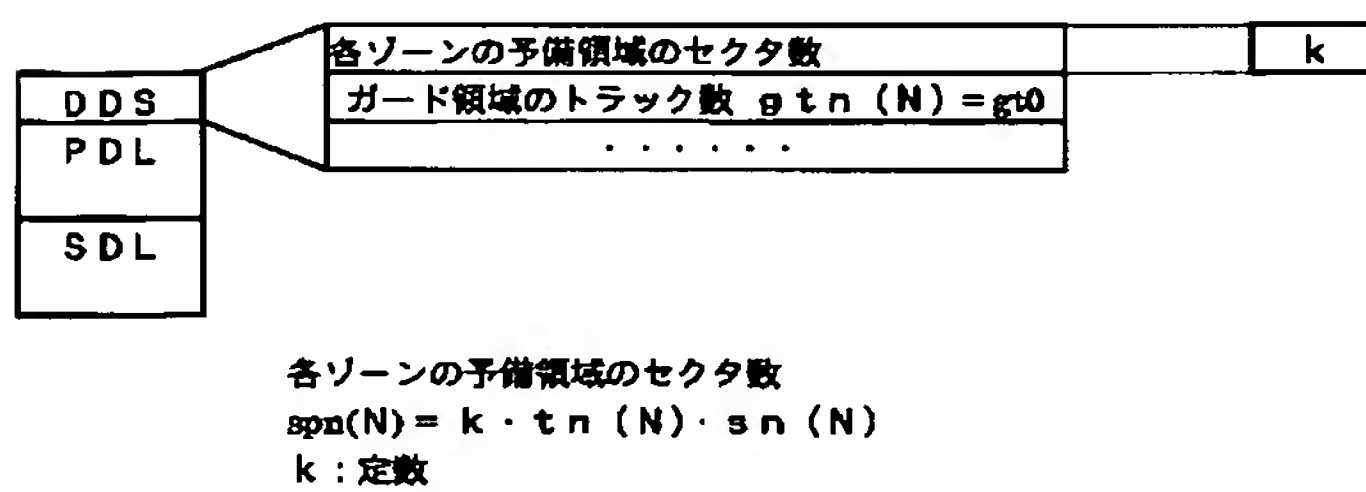 各ゾーンの予備領域のセクタ数
k
DDS
ガード領域のトラック数 gtn (N) = gt0
PDL
・・・・・・
SDL
各ゾーンの予備領域のセクタ数
spn(N) = k・tn (N)・sn (N)
k：定数